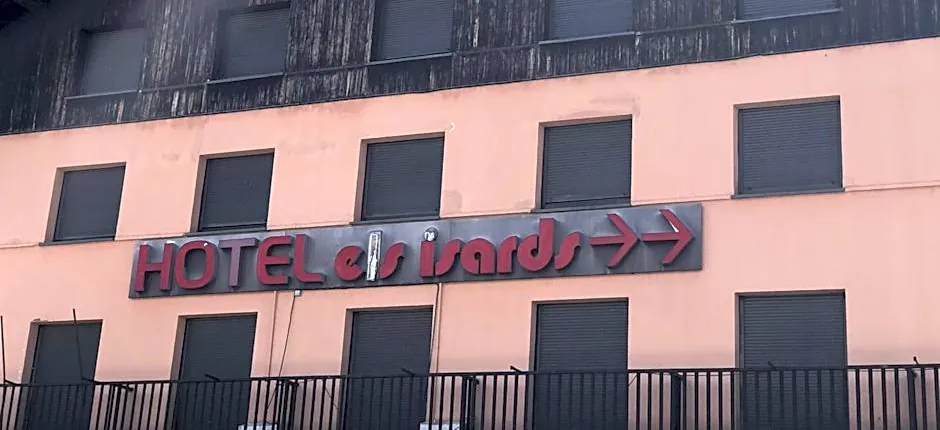 HOTEL els isards →→